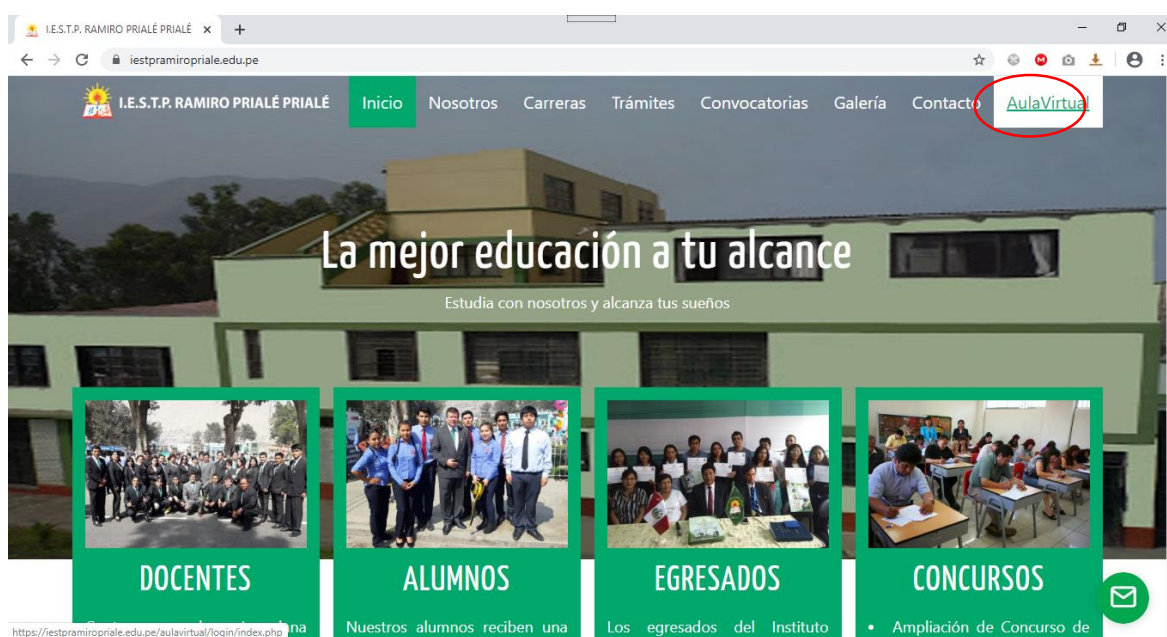 I.E.S.T.P. RAMIRO PRIALÉ PRIALÉ
iestpramiropriale.edu.pe
I.E.S.T.P. RAMIRO PRIALÉ PRIALÉ Inicio Nosotros Carreras Trámites Convocatorias Galería Contacto AulaVirtual
La mejor educación a tu alcance
Estudia con nosotros y alcanza tus sueños
DOCENTES ALUMNOS EGRESADOS CONCURSOS
Nuestros alumnos reciben una Los egresados del Instituto • Ampliación de Concurso de
https://iestpramiropriale.edu.pe/aulavirtual/login/index.php